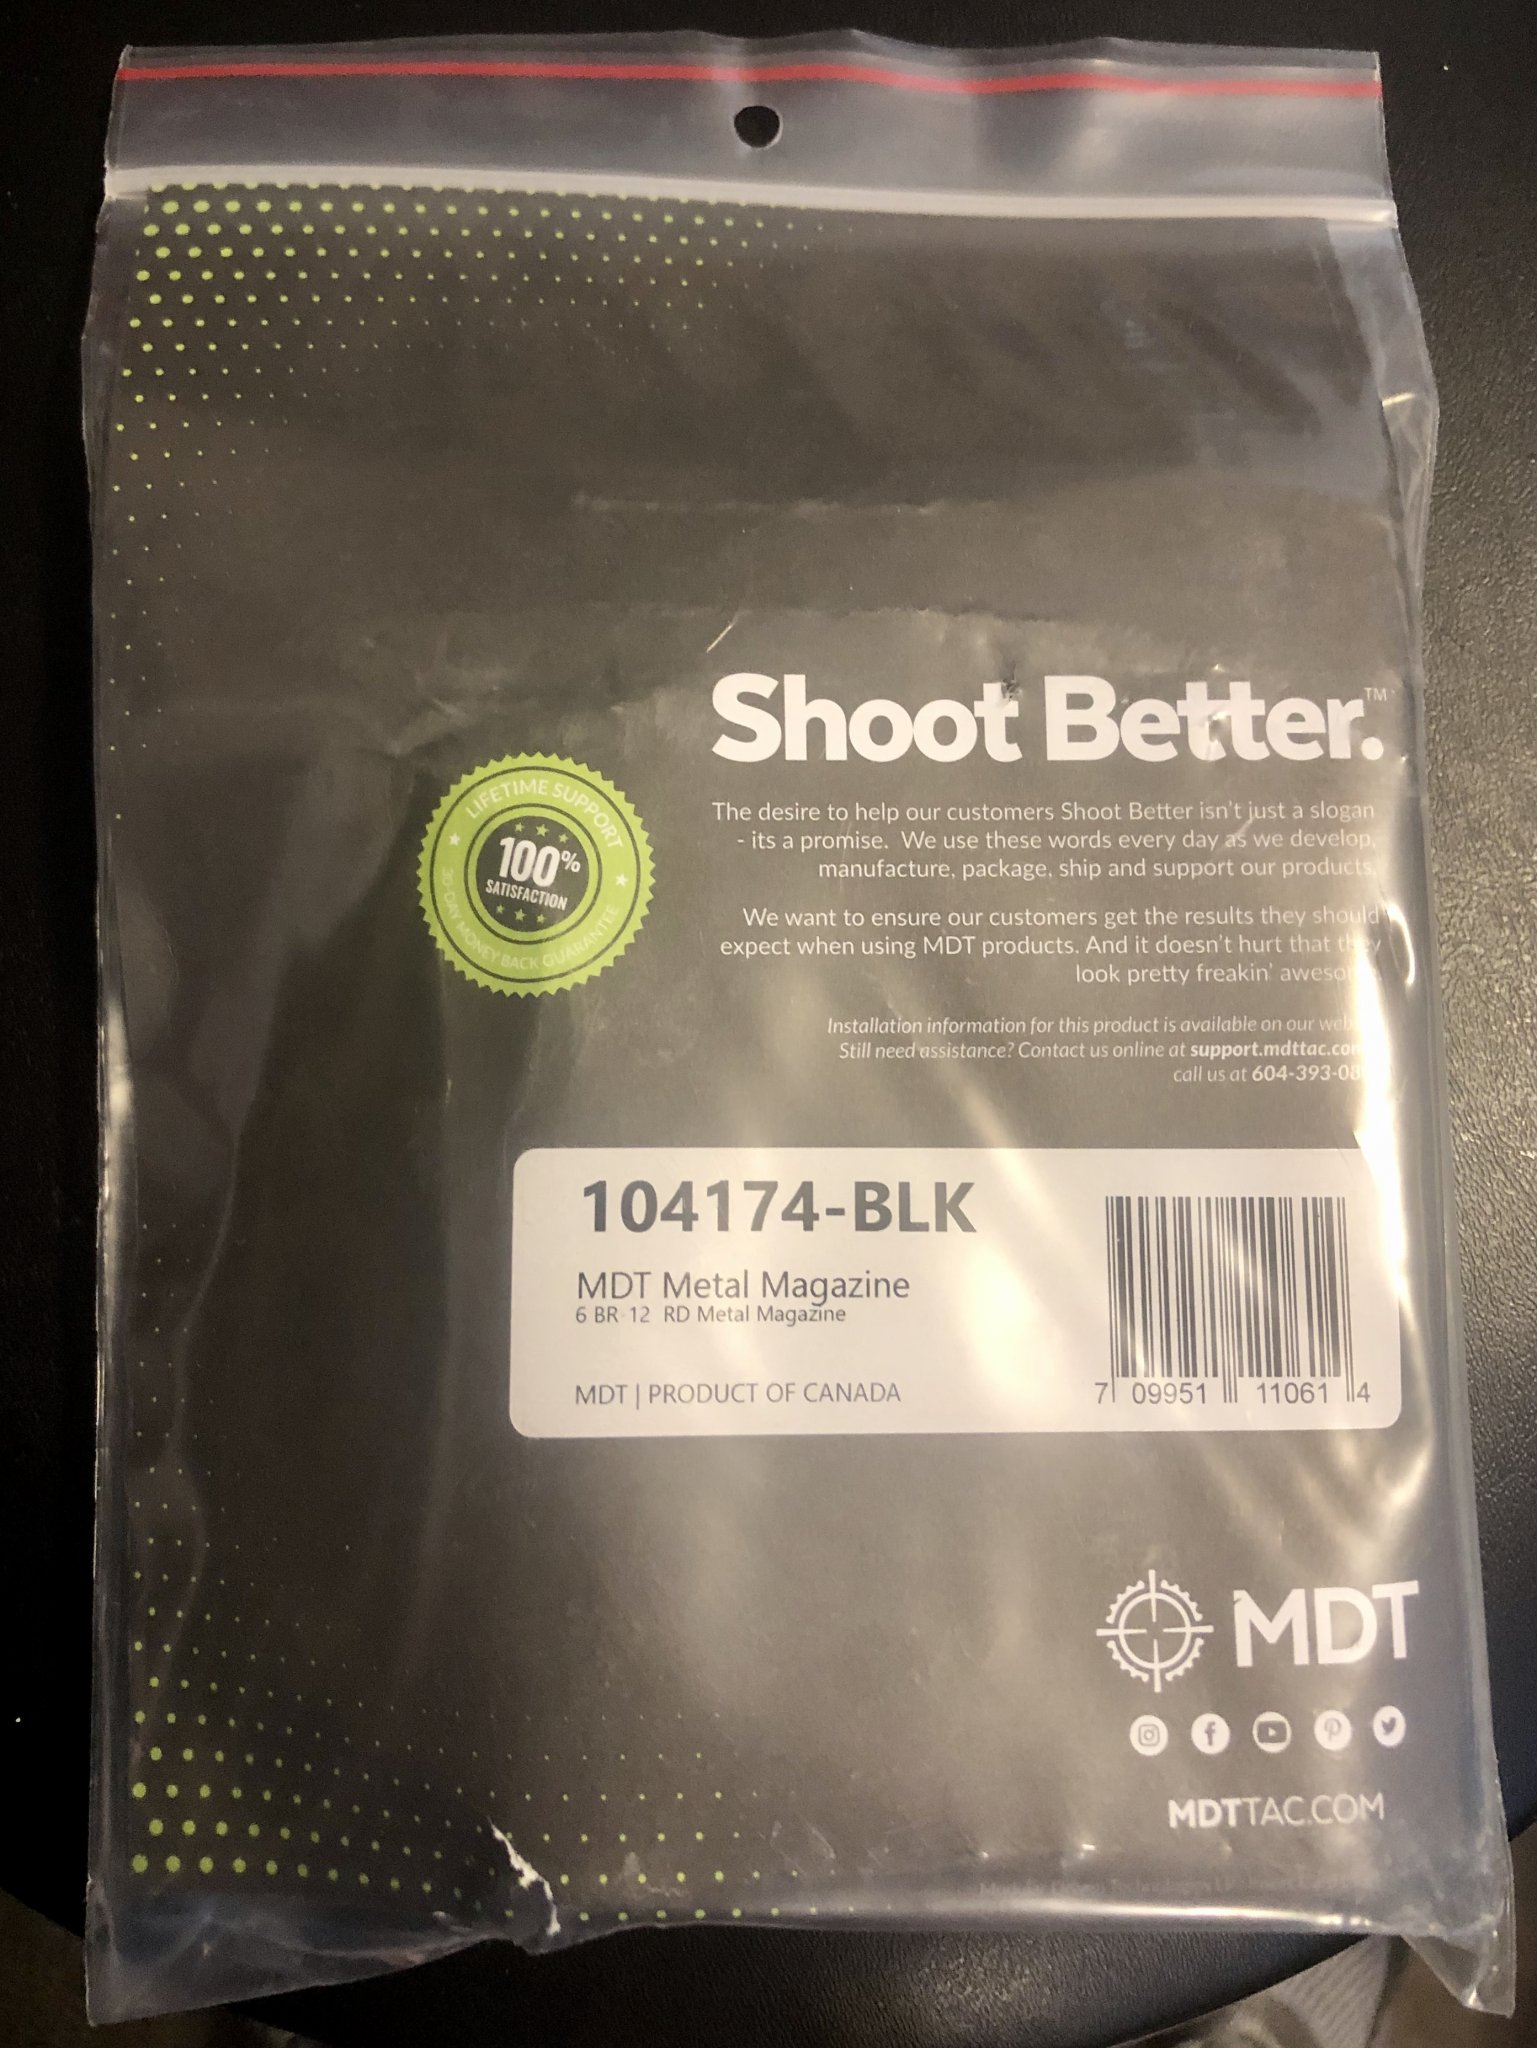 Shoot Better.™
The desire to help our customers Shoot Better isn't just a slogan
- its a promise. We use these words every day as we develop,
manufacture, package, ship and support our products.
We want to ensure our customers get the results they should
expect when using MDT products. And it doesn't hurt that they
look pretty freakin'
Installation information for this product is available on our
Still need assistance? Contact us online at
call us at
LIFETIME SUPPORT
100%
SATISFACTION
30-DAY MONEY BACK GUARANTEE
104174-BLK
MDT Metal Magazine
6 BR 12 RD Metal Magazine
MDT | PRODUCT OF CANADA
7 09951 11061 4
MDT
MDTTAC.COM